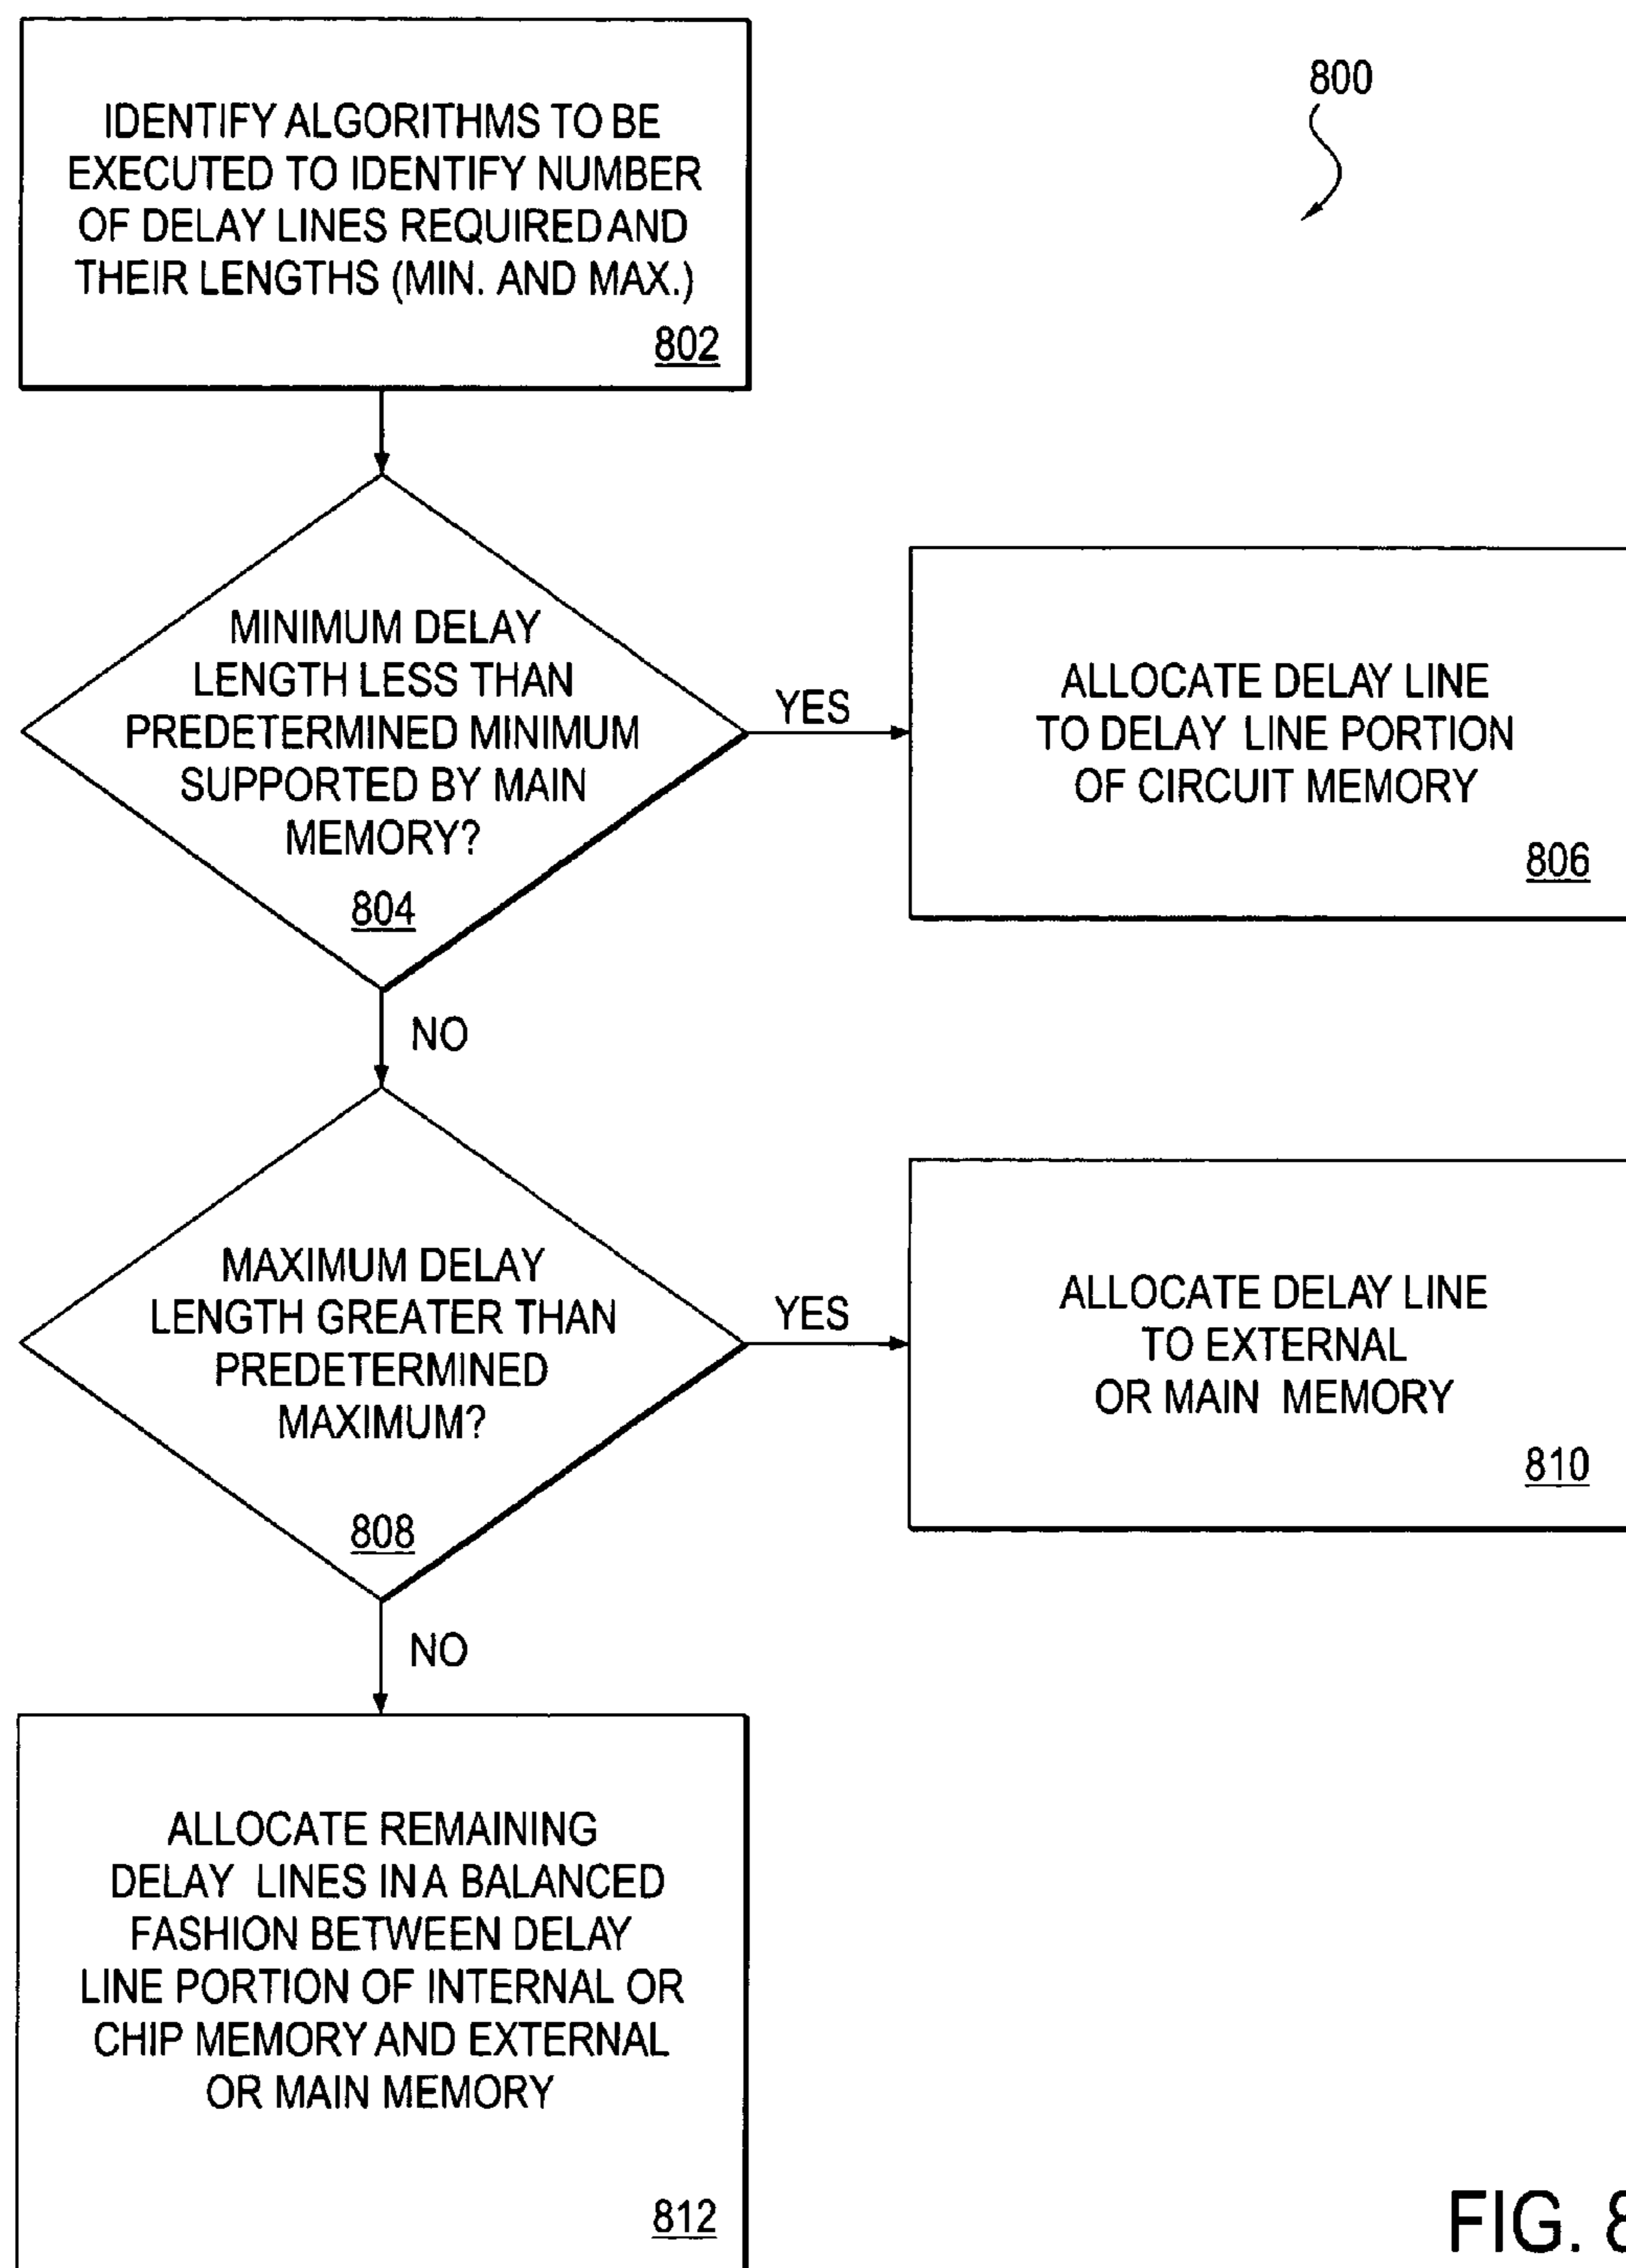 800
IDENTIFY ALGORITHMS TO BE
EXECUTED TO IDENTIFY NUMBER
OF DELAY LINES REQUIRED AND
THEIR LENGTHS (MIN. AND MAX.)
802
MINIMUM DELAY
LENGTH LESS THAN
PREDETERMINED MINIMUM
SUPPORTED BY MAIN
MEMORY?
804
YES
ALLOCATE DELAY LINE
TO DELAY LINE PORTION
OF CIRCUIT MEMORY
806
NO
MAXIMUM DELAY
LENGTH GREATER THAN
PREDETERMINED
MAXIMUM?
808
YES
ALLOCATE DELAY LINE
TO EXTERNAL
OR MAIN MEMORY
810
NO
ALLOCATE REMAINING
DELAY LINES IN A BALANCED
FASHION BETWEEN DELAY
LINE PORTION OF INTERNAL OR
CHIP MEMORY AND EXTERNAL
OR MAIN MEMORY
812
FIG. 8